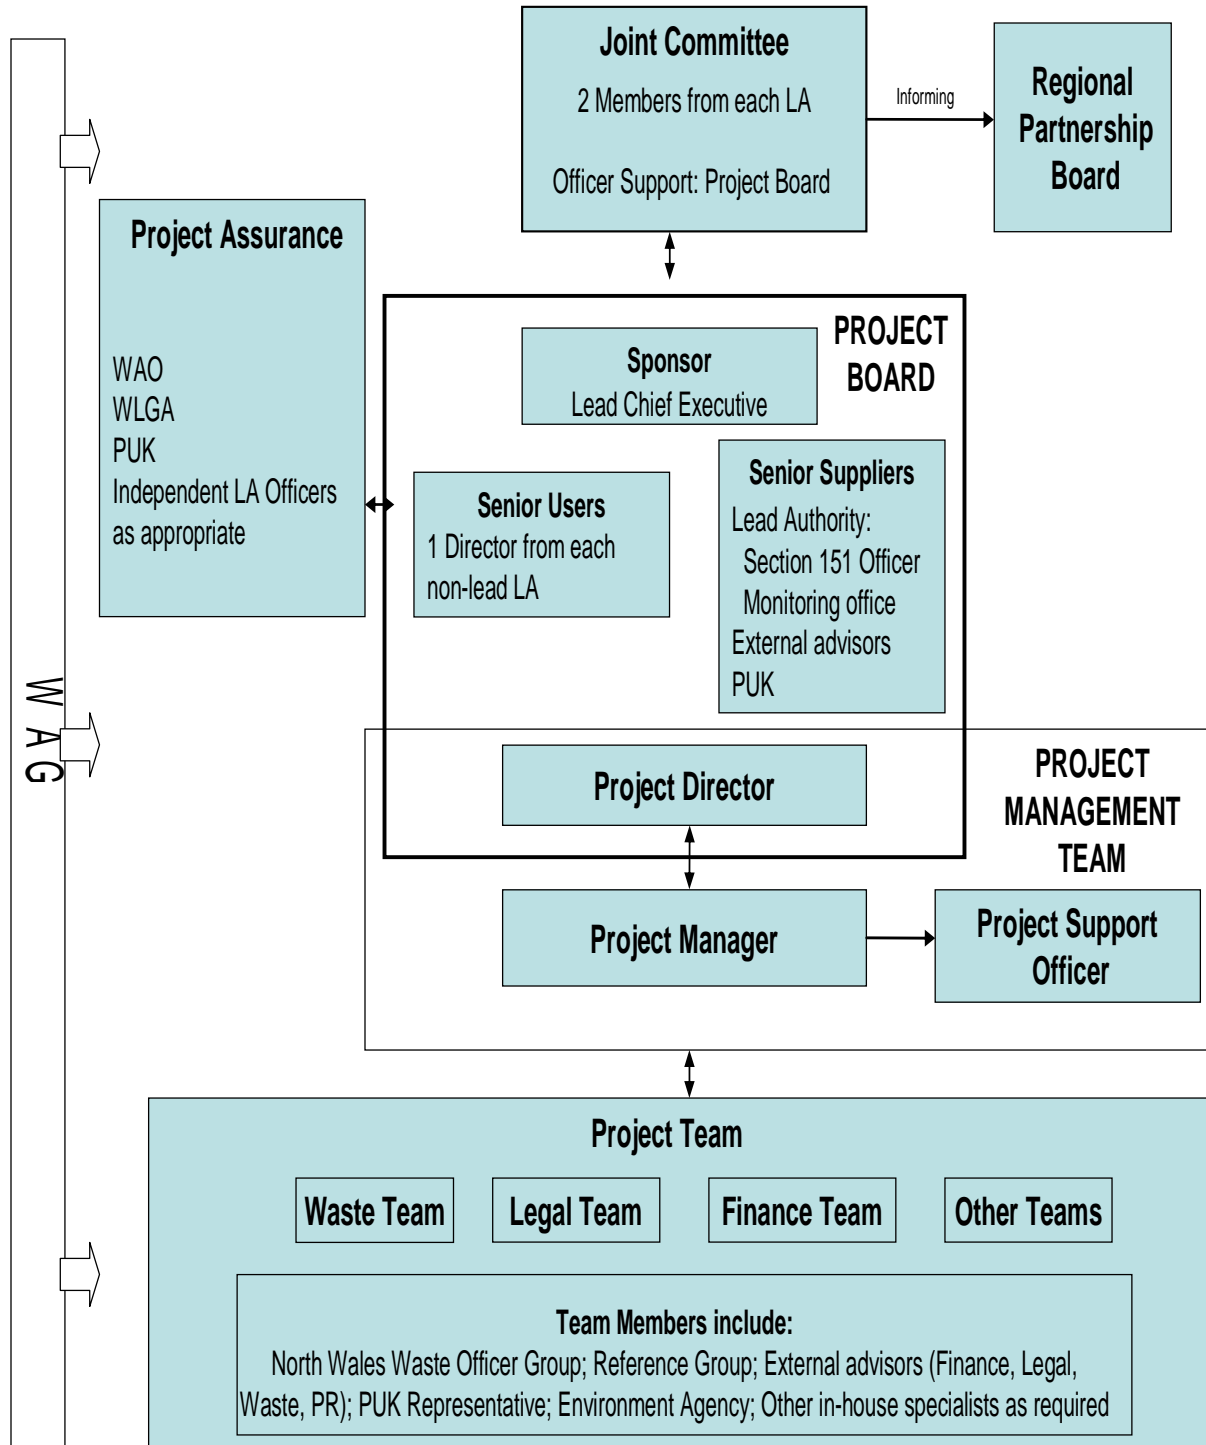 Joint Committee
2 Members from each LA
Officer Support: Project Board
Informing
Regional
Partnership
Board
Project Assurance
WAO
WLGA
PUK
Independent LA Officers
as appropriate
PROJECT
BOARD
Sponsor
Lead Chief Executive
Senior Users
1 Director from each
non-lead LA
Senior Suppliers
Lead Authority:
Section 151 Officer
Monitoring office
External advisors
PUK
WAG
Project Director
PROJECT
MANAGEMENT
TEAM
Project Manager
Project Support
Officer
Project Team
Waste Team
Legal Team
Finance Team
Other Teams
Team Members include:
North Wales Waste Officer Group; Reference Group; External advisors (Finance, Legal,
Waste, PR); PUK Representative; Environment Agency; Other in-house specialists as required